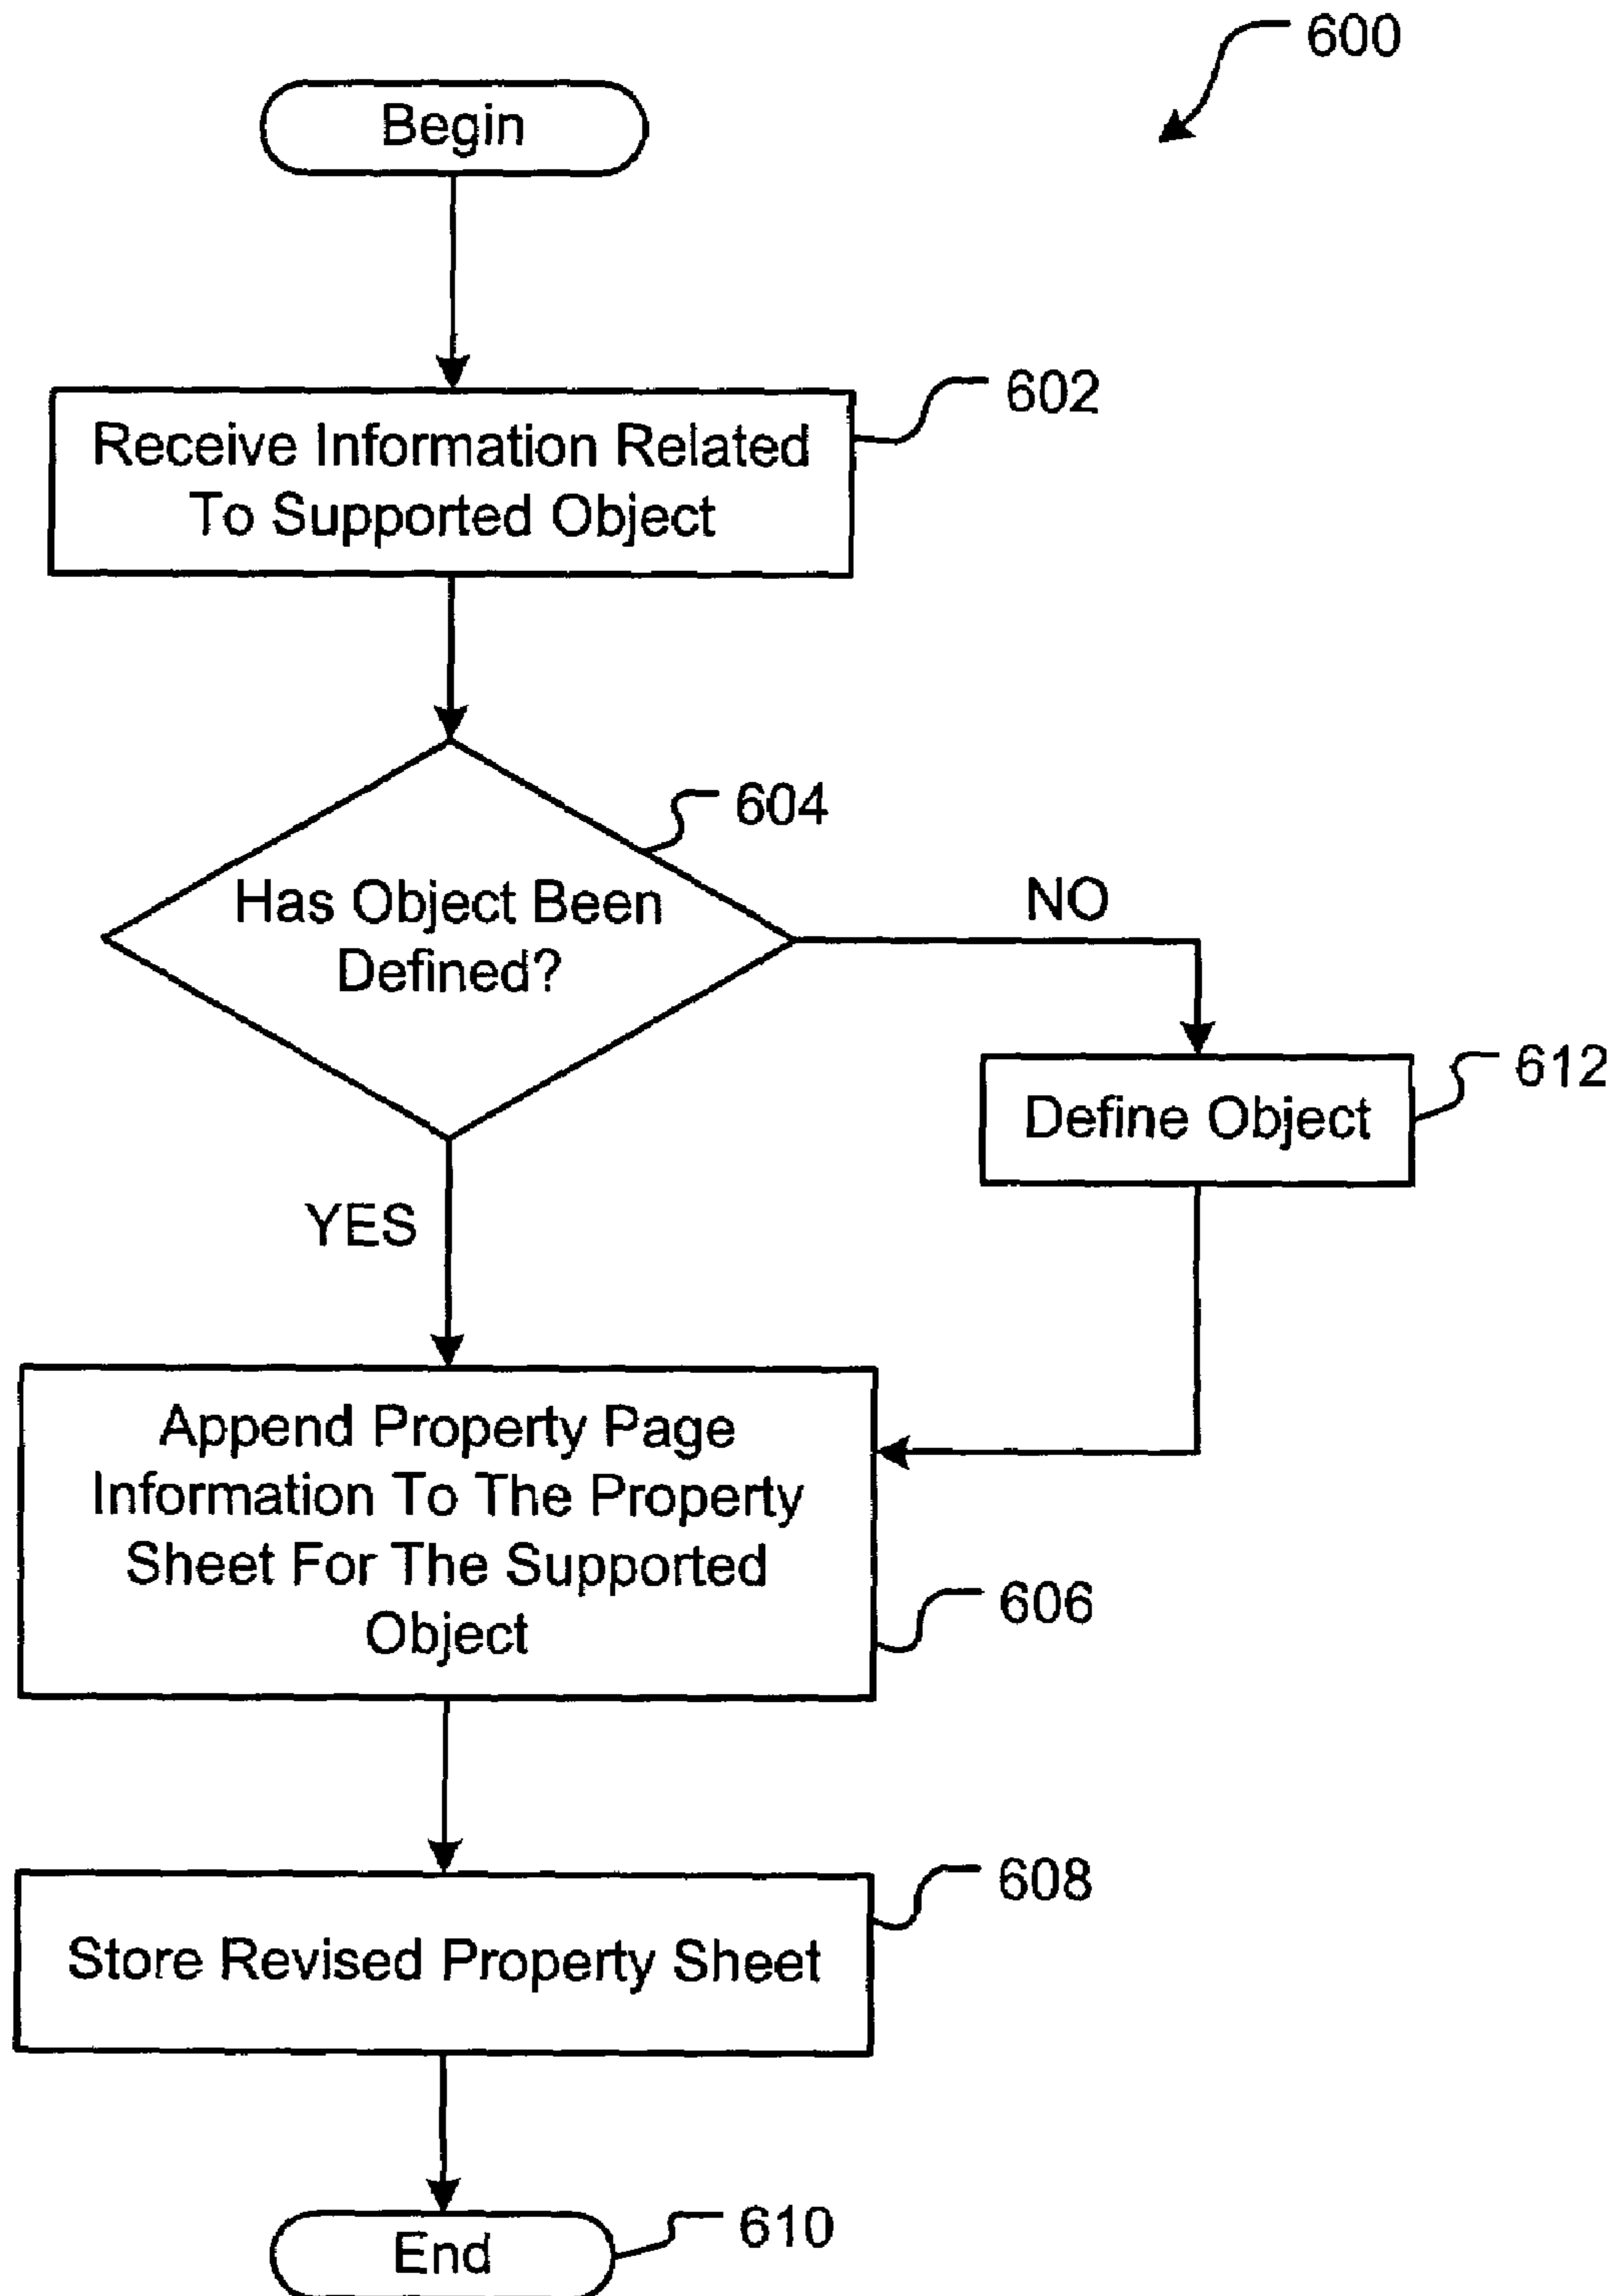 600
Begin
602
Receive Information Related
To Supported Object
604
Has Object Been
Defined?
NO
612
Define Object
YES
Append Property Page
Information To The Property
Sheet For The Supported
Object
606
608
Store Revised Property Sheet
610
End